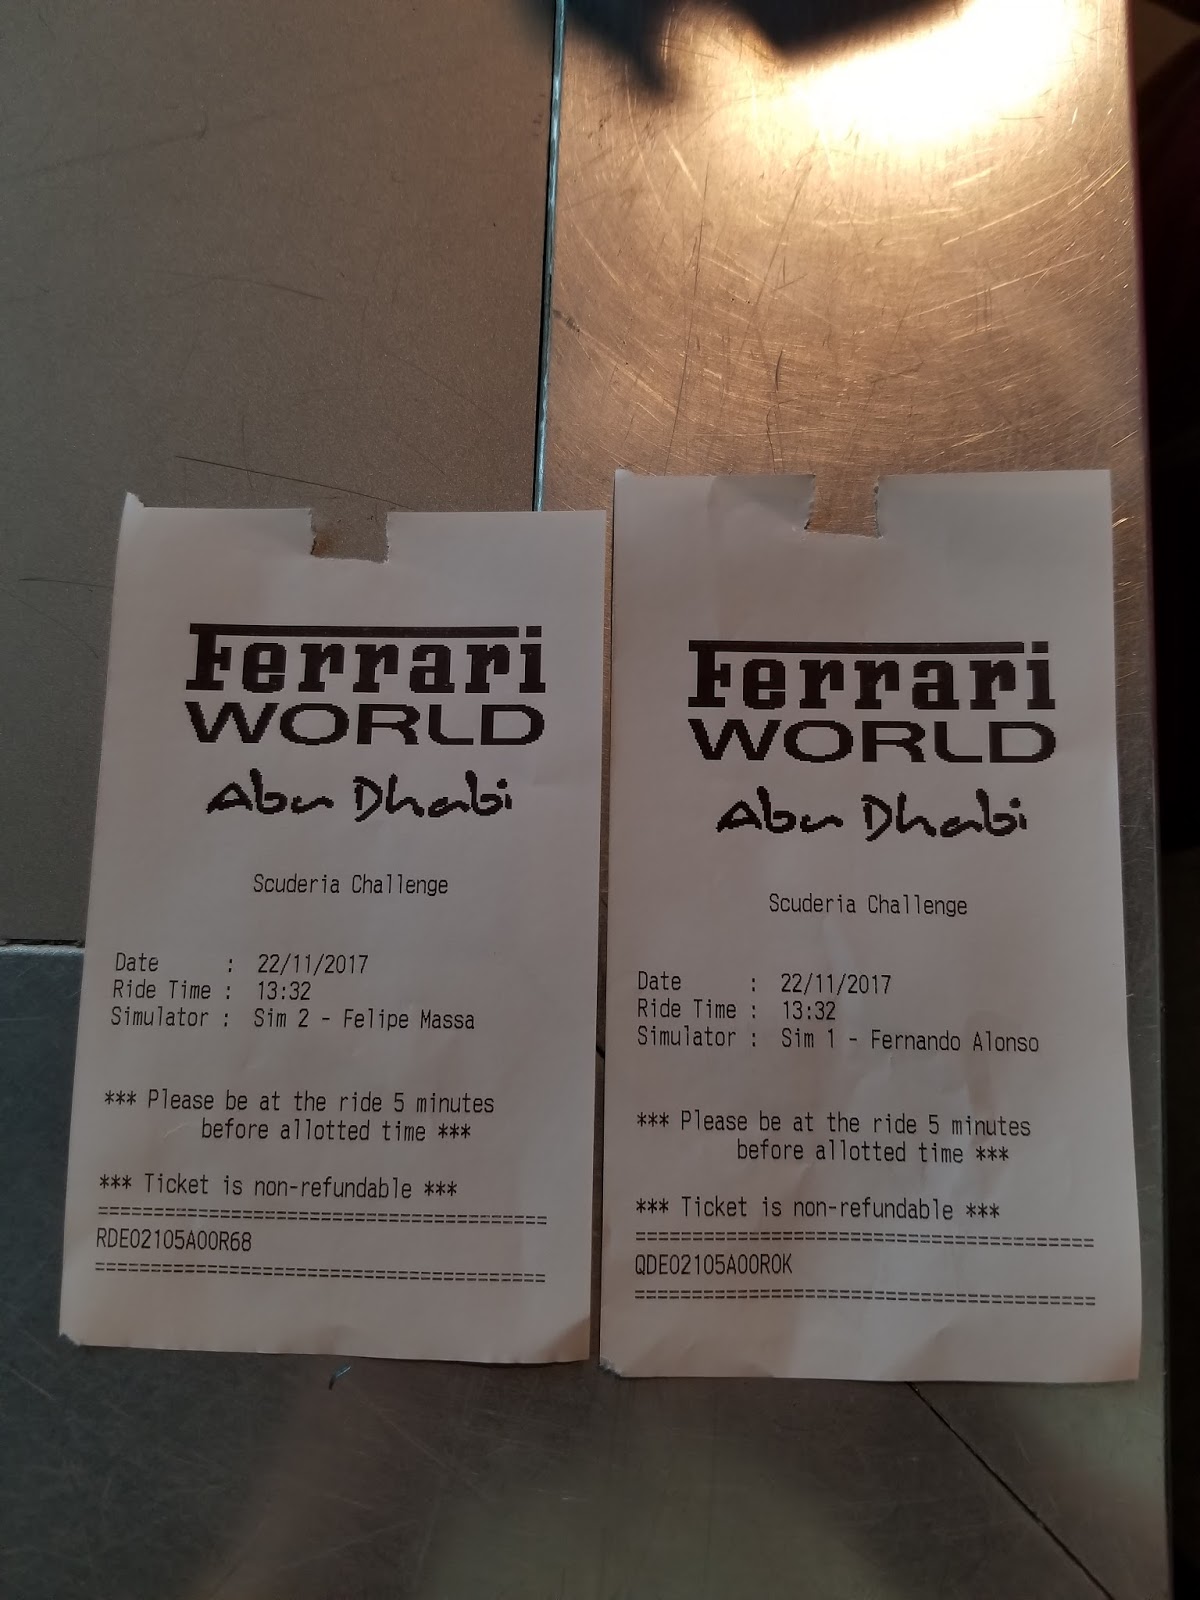 Ferrari
WORLD
Abu Dhabi
Scuderia Challenge
Date : 22/11/2017
Ride Time : 13:32
Simulator : Sim 2 - Felipe Massa
*** Please be at the ride 5 minutes
before allotted time ***
*** Ticket is non-refundable ***
========================================
RDE02105A00R68
========================================
Ferrari
WORLD
Abu Dhabi
Scuderia Challenge
Date : 22/11/2017
Ride Time : 13:32
Simulator : Sim 1 - Fernando Alonso
*** Please be at the ride 5 minutes
before allotted time ***
*** Ticket is non-refundable ***
========================================
QDE02105A00R0K
========================================